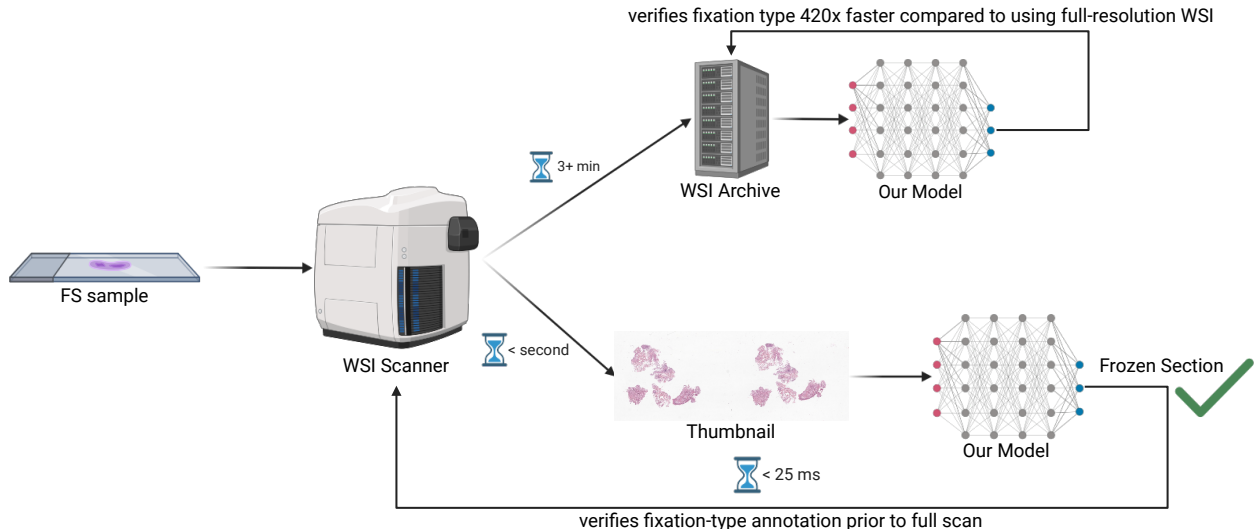 verifies fixation type 420x faster compared to using full-resolution WSI
3+ min
WSI Archive
Our Model
FS sample
WSI Scanner
< second
Thumbnail
Frozen Section
Our Model
< 25 ms
verifies fixation-type annotation prior to full scan